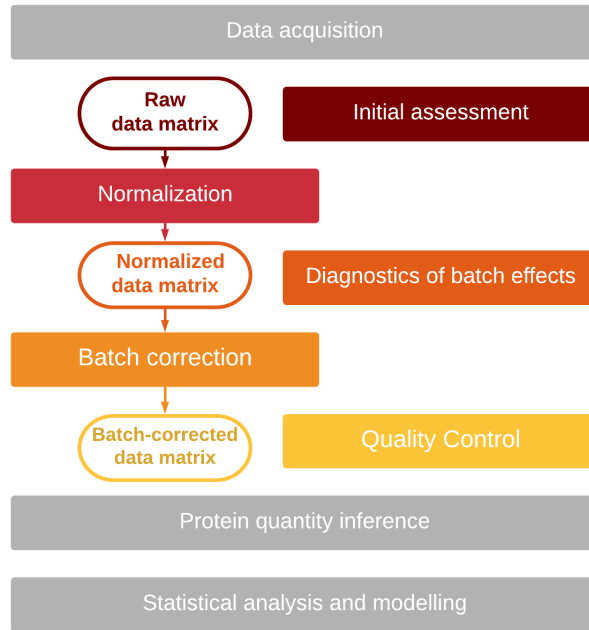 Data acquisition
Raw
data matrix
Initial assessment
Normalization
Normalized
data matrix
Diagnostics of batch effects
Batch correction
Batch-corrected
data matrix
Quality Control
Protein quantity inference
Statistical analysis and modelling